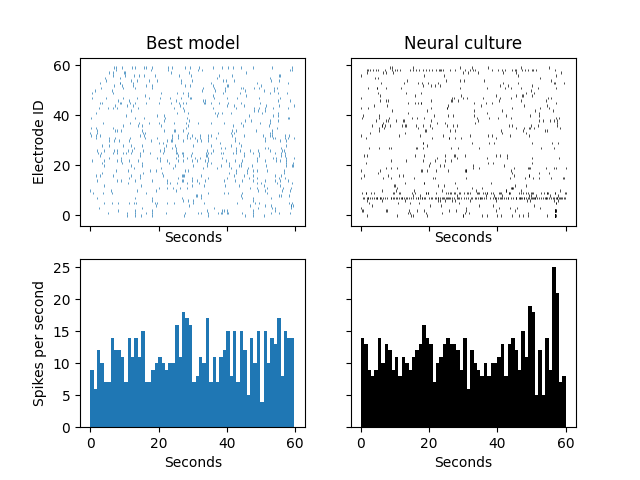 Best model
Neural culture
60
40
20
0
Electrode ID
Seconds
Seconds
25
20
15
10
5
0
Spikes per second
0 20 40 60
0 20 40 60
Seconds
Seconds